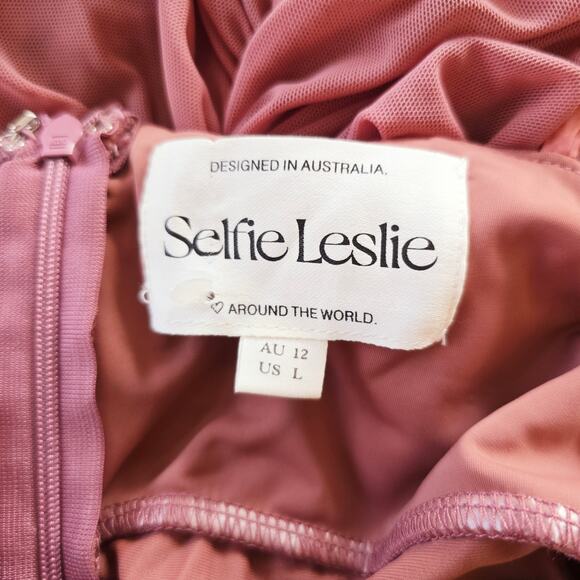 DESIGNED IN AUSTRALIA.
Selfie Leslie
♡ AROUND THE WORLD.
AU 12
US L